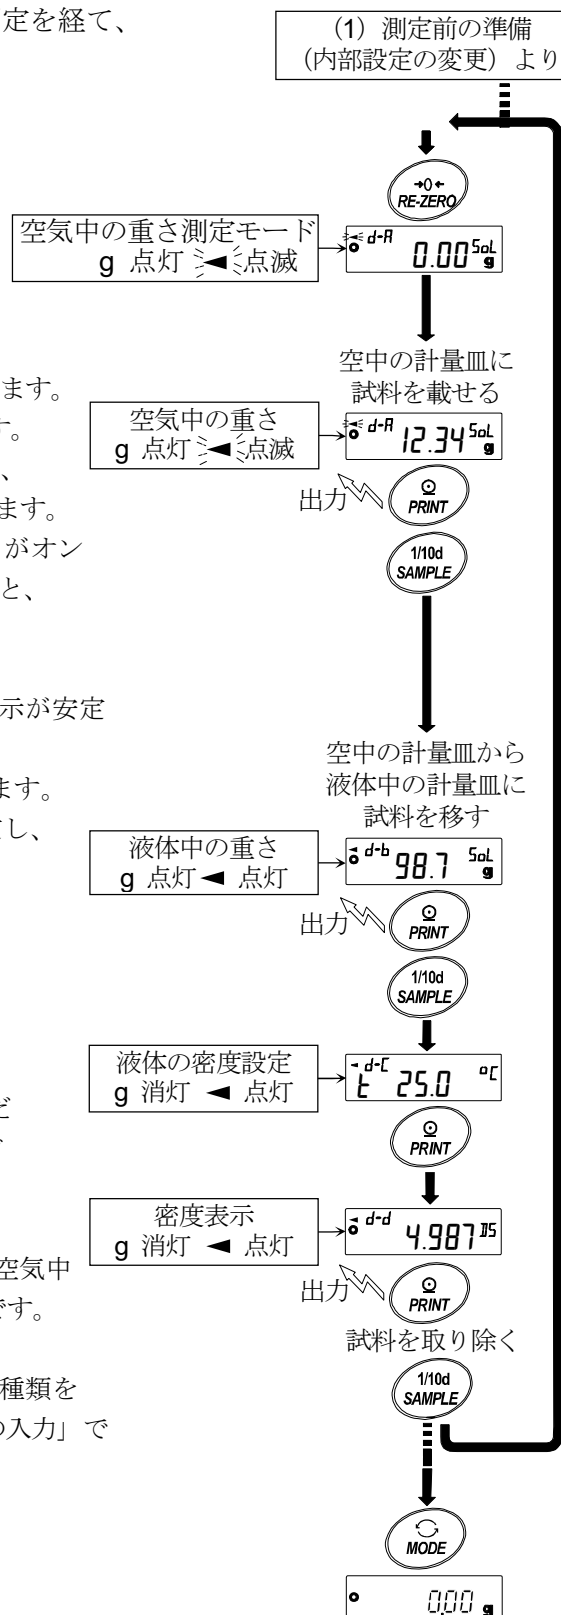 定を経て、
(1) 測定前の準備
(内部設定の変更) より
→0←
RE-ZERO
空気中の重さ測定モード
g 点灯 ◄ 点滅
d-A 0.00 SoL g
空中の計量皿に
試料を載せる
ます。
す。
、
ます。
がオン
と、
空気中の重さ
g 点灯 ◄ 点滅
d-A 12.34 SoL g
出力
PRINT
1/10d
SAMPLE
示が安定
ます。
し、
空中の計量皿から
液体中の計量皿に
試料を移す
液体中の重さ
g 点灯 ◄ 点灯
d-b 98.7 SoL g
出力
PRINT
1/10d
SAMPLE
液体の密度設定
g 消灯 ◄ 点灯
d-C t 25.0 °C
PRINT
密度表示
g 消灯 ◄ 点灯
d-d 4.987 DS
空気中
です。
出力
PRINT
試料を取り除く
1/10d
SAMPLE
種類を
の入力」で
MODE
0.00 g